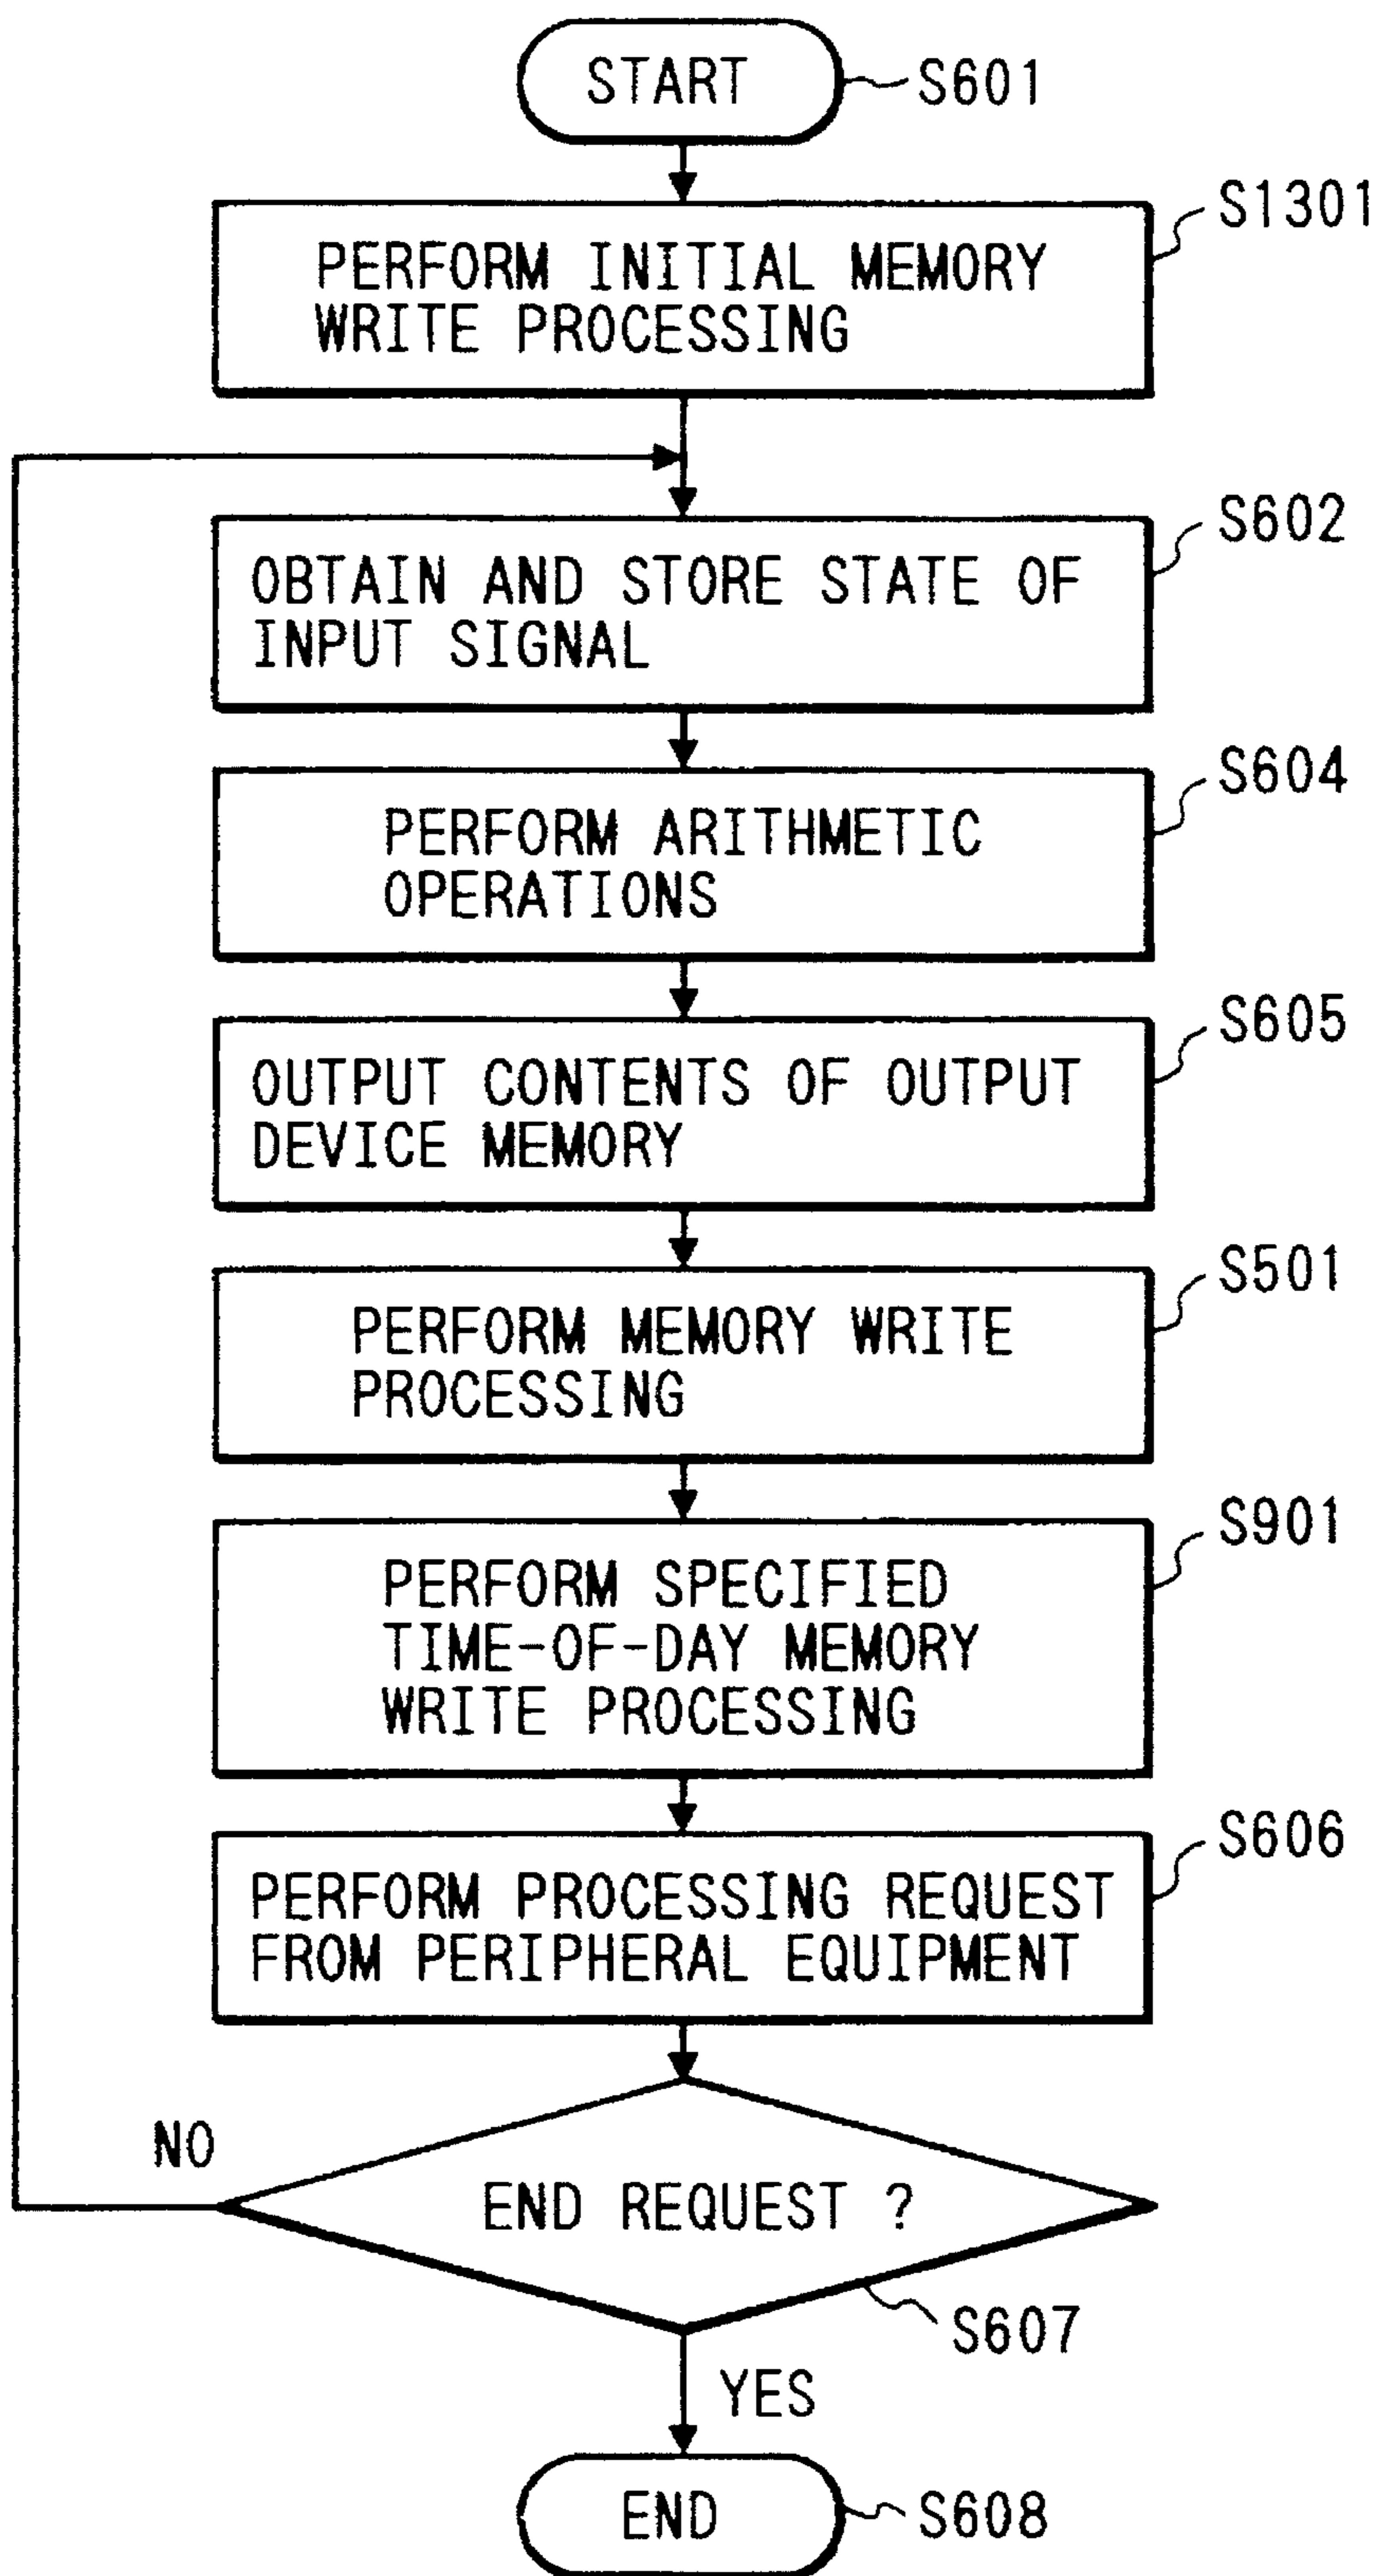 START
S601
S1301
PERFORM INITIAL MEMORY
WRITE PROCESSING
S602
OBTAIN AND STORE STATE OF
INPUT SIGNAL
S604
PERFORM ARITHMETIC
OPERATIONS
S605
OUTPUT CONTENTS OF OUTPUT
DEVICE MEMORY
S501
PERFORM MEMORY WRITE
PROCESSING
S901
PERFORM SPECIFIED
TIME-OF-DAY MEMORY
WRITE PROCESSING
S606
PERFORM PROCESSING REQUEST
FROM PERIPHERAL EQUIPMENT
NO
END REQUEST ?
S607
YES
END
S608